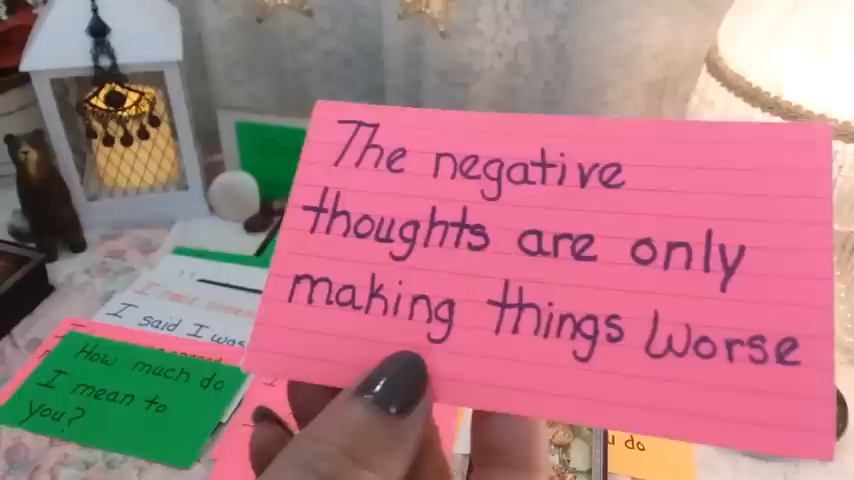 The negative
thoughts are only
making things worse
I said I was
How much do
I mean to
you?
u do